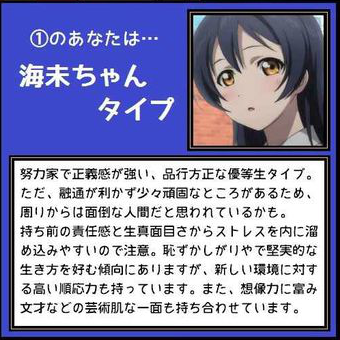 ①のあなたは…
海未ちゃん
タイプ
努力家で正義感が強い、品行方正な優等生タイプ。
ただ、融通が利かず少々頑固なところがあるため、
周りからは面倒な人間だと思われているかも。
持ち前の責任感と生真面目さからストレスを内に溜
め込みやすいので注意。恥ずかしがりやで堅実的な
生き方を好む傾向にありますが、新しい環境に対す
る高い順応力も持っています。また、想像力に富み
文才などの芸術肌な一面も持ち合わせています。